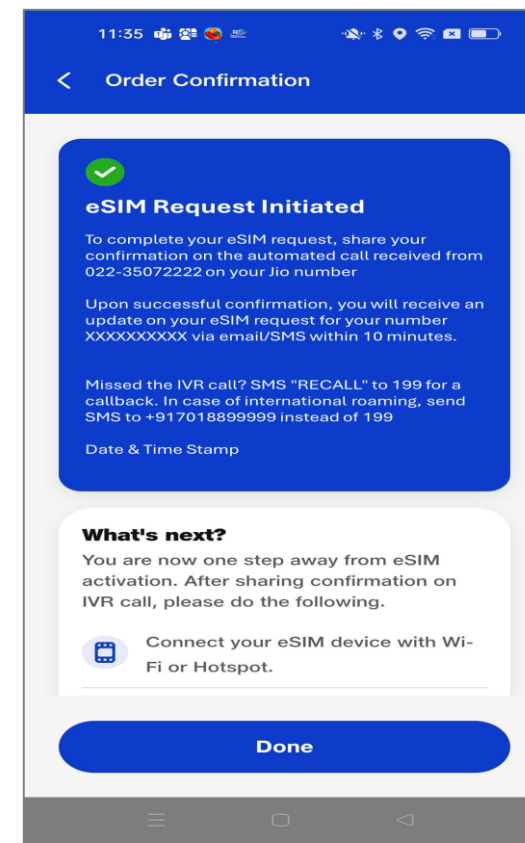 11:35
Order Confirmation
eSIM Request Initiated
To complete your eSIM request, share your
confirmation on the automated call received from
022-35072222 on your Jio number
Upon successful confirmation, you will receive an
update on your eSIM request for your number
XXXXXXXXXX via email/SMS within 10 minutes.
Missed the IVR call? SMS "RECALL" to 199 for a
callback. In case of international roaming, send
SMS to +917018899999 instead of 199
Date & Time Stamp
What's next?
You are now one step away from eSIM
activation. After sharing confirmation on
IVR call, please do the following.
Connect your eSIM device with Wi-
Fi or Hotspot.
Done